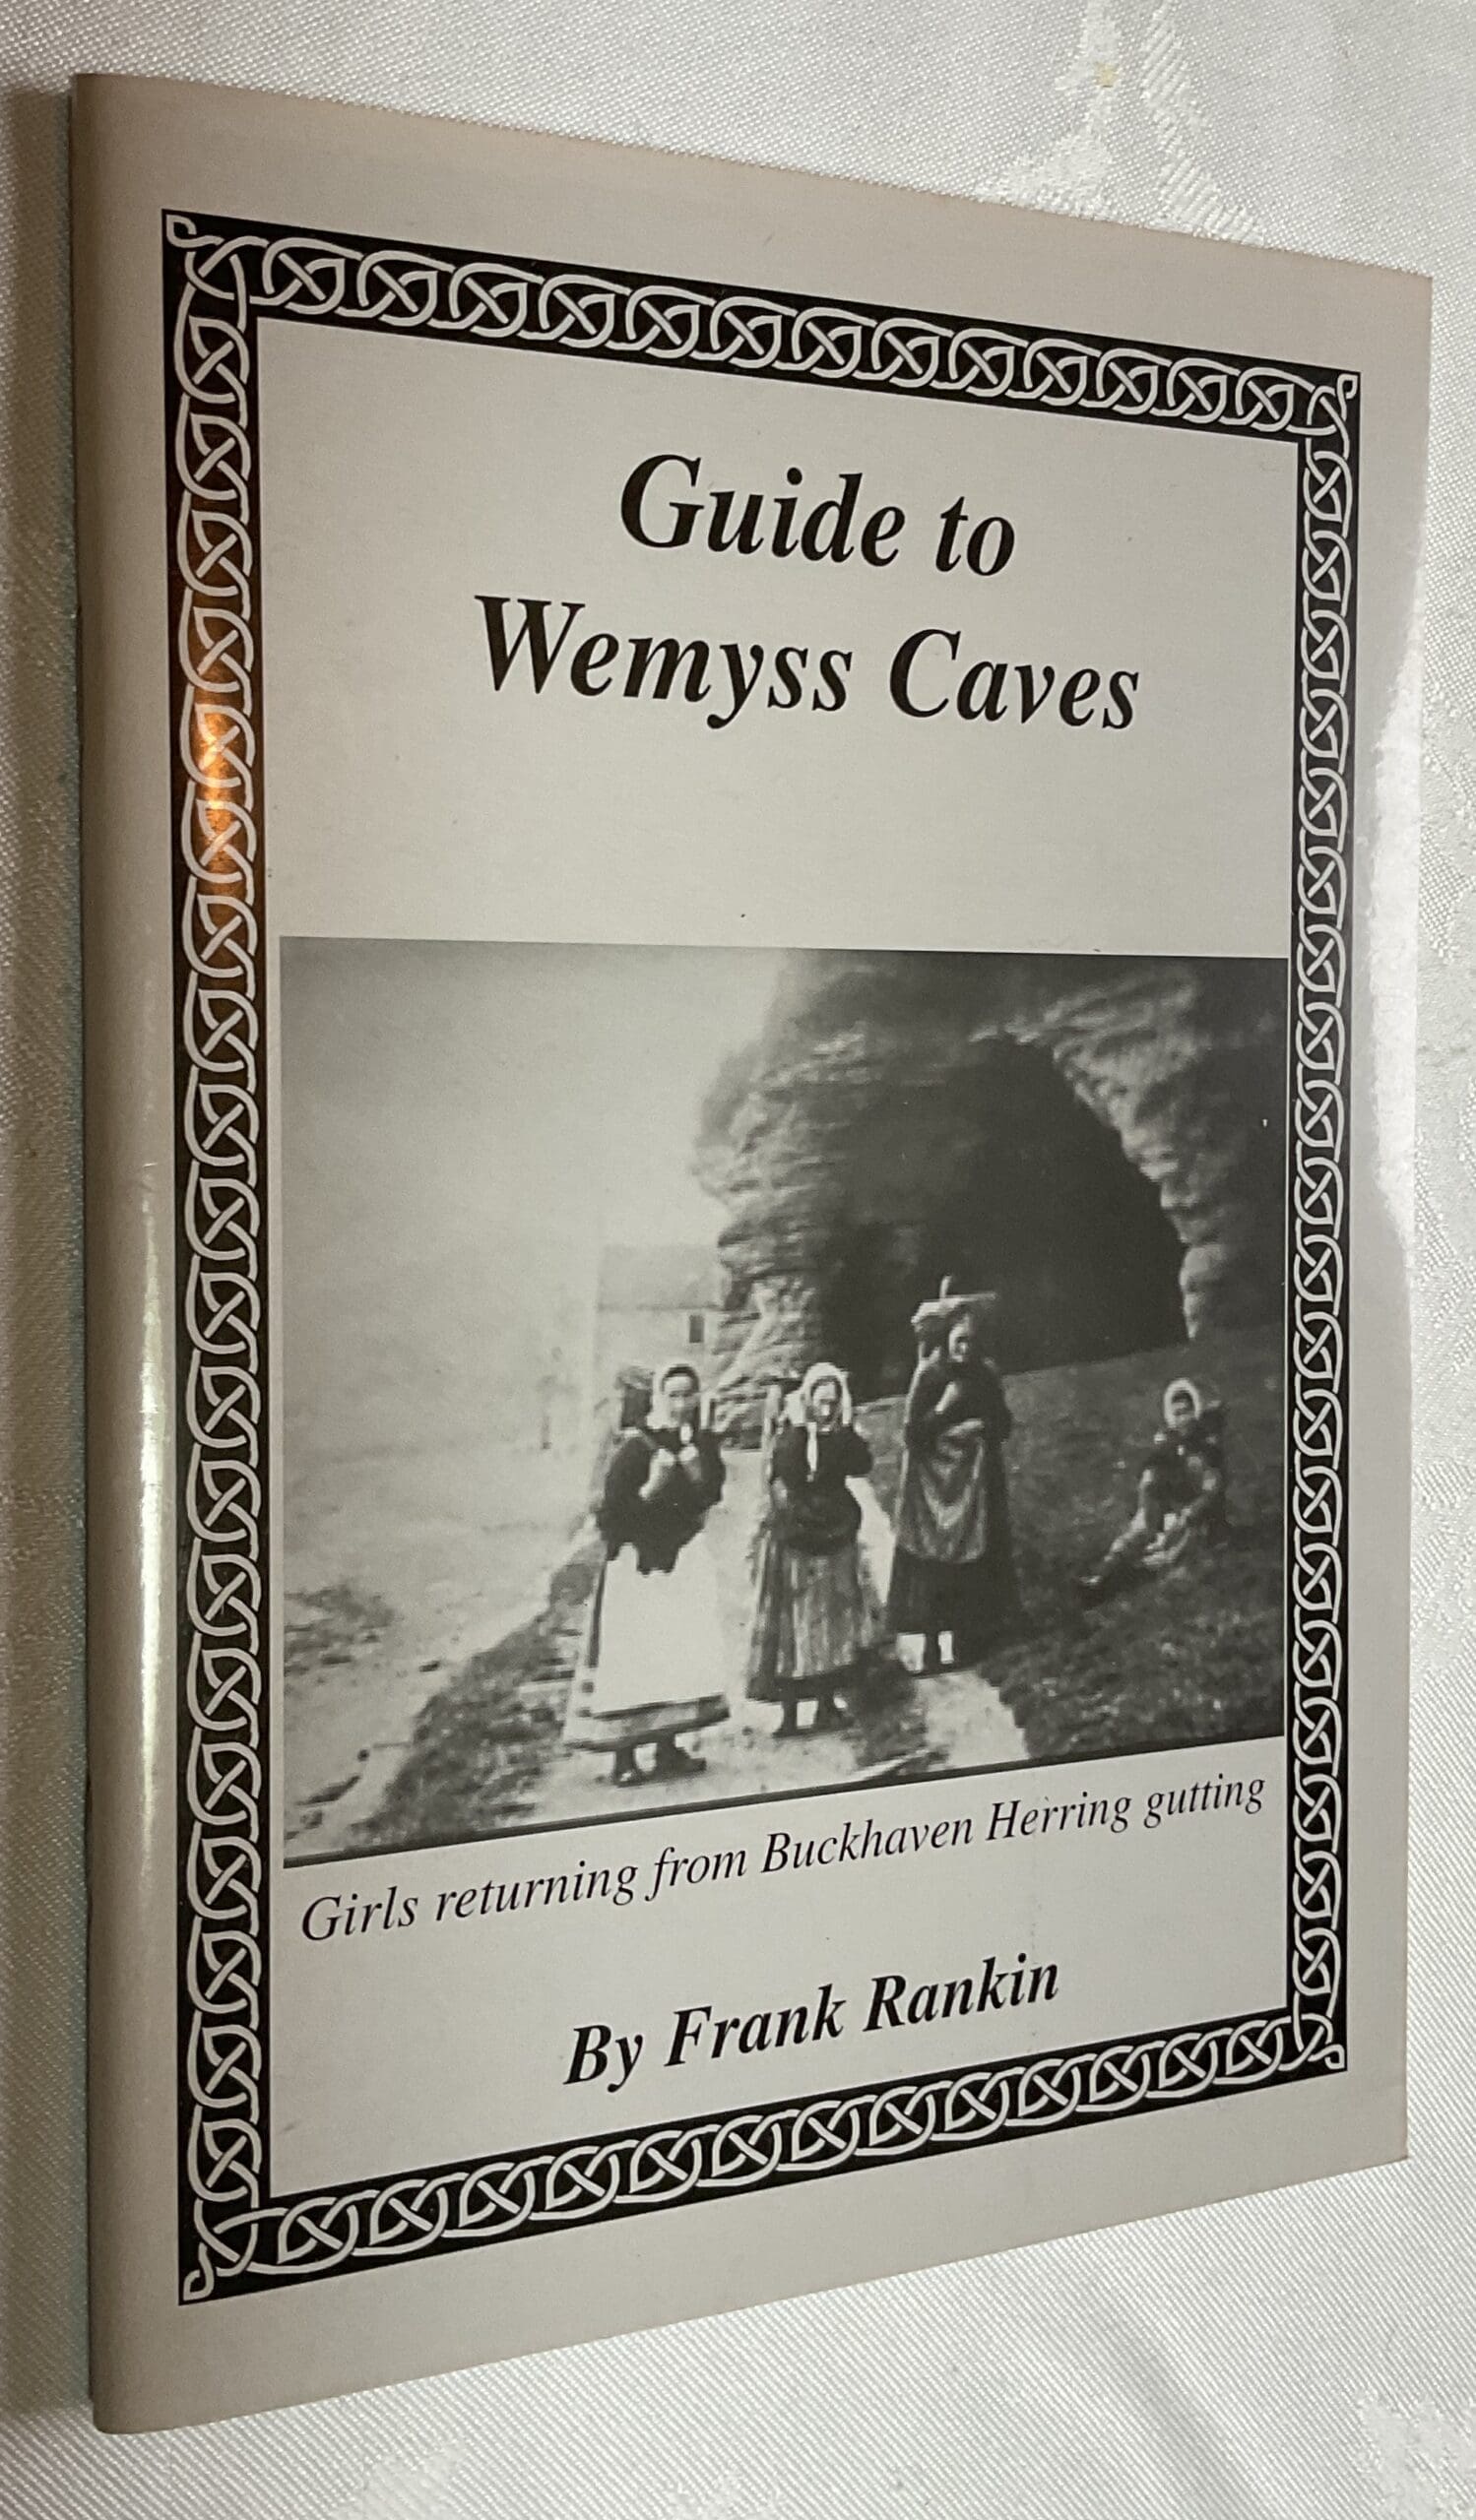 Guide to
Wemyss Caves
Girls returning from Buckhaven Herring gutting
By Frank Rankin